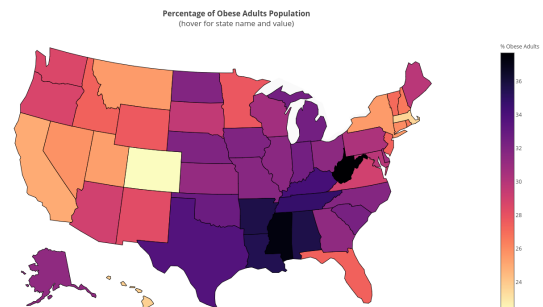 Percentage of Obese Adults Population
(hover for state name and value)
% Obese Adults
36
34
32
30
28
26
24